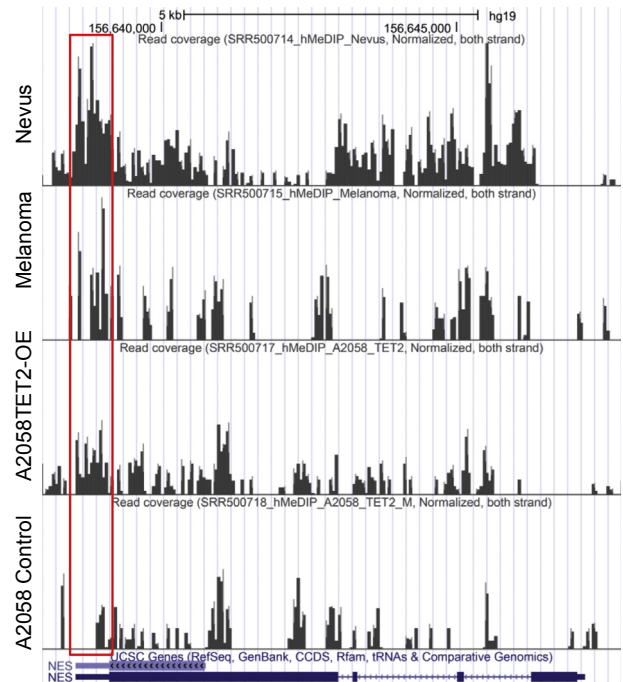 5 kb hg19
156,640,000 156,645,000
Read coverage (SRR500714_hMeDIP_Nevus, Normalized, both strand)
Nevus
Read coverage (SRR500715_hMeDIP_Melanoma, Normalized, both strand)
Melanoma
Read coverage (SRR500717_hMeDIP_A2058_TET2, Normalized, both strand)
A2058TET2-OE
Read coverage (SRR500718_hMeDIP_A2058_TET2_M, Normalized, both strand)
A2058 Control
UCSC Genes (RefSeq, GenBank, CCDS, Rfam, tRNAs & Comparative Genomics)
NES
NES